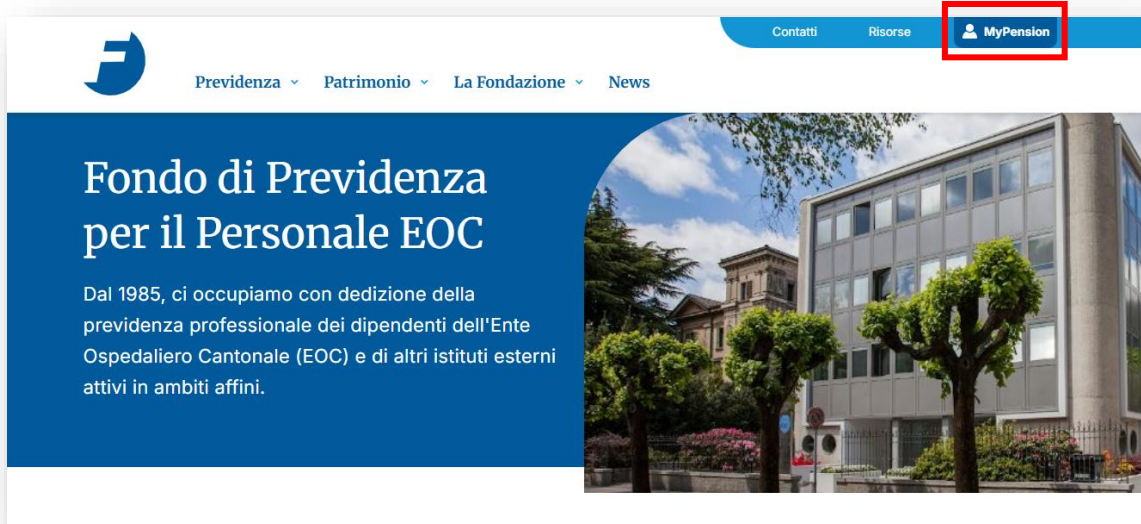 Contatti Risorse MyPension
Previdenza Patrimonio La Fondazione News
Fondo di Previdenza
per il Personale EOC
Dal 1985, ci occupiamo con dedizione della
previdenza professionale dei dipendenti dell'Ente
Ospedaliero Cantonale (EOC) e di altri istituti esterni
attivi in ambiti affini.